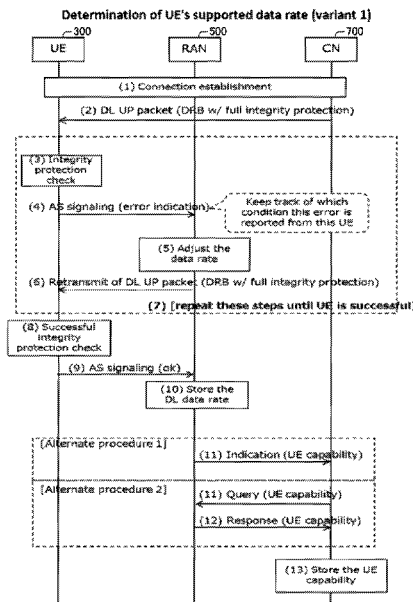 Determination of UE's supported data rate (variant 1)
300
500
700
UE
RAN
CN
(1) Connection establishment
(2) DL UP packet (DRB w/ full integrity protection)
(3) Integrity
protection
check
(4) AS signaling (error indication)
Keep track of which
condition this error is
reported from this UE
(5) Adjust the
data rate
(6) Retransmit of DL UP packet (DRB w/ full integrity protection)
(7) [repeat these steps until UE is successful]
(8) Successful
integrity
protection check
(9) AS signaling (ok)
(10) Store the
DL data rate
[Alternate procedure 1]
(11) Indication (UE capability)
[Alternate procedure 2]
(11) Query (UE capability)
(12) Response (UE capability)
(13) Store the UE
capability